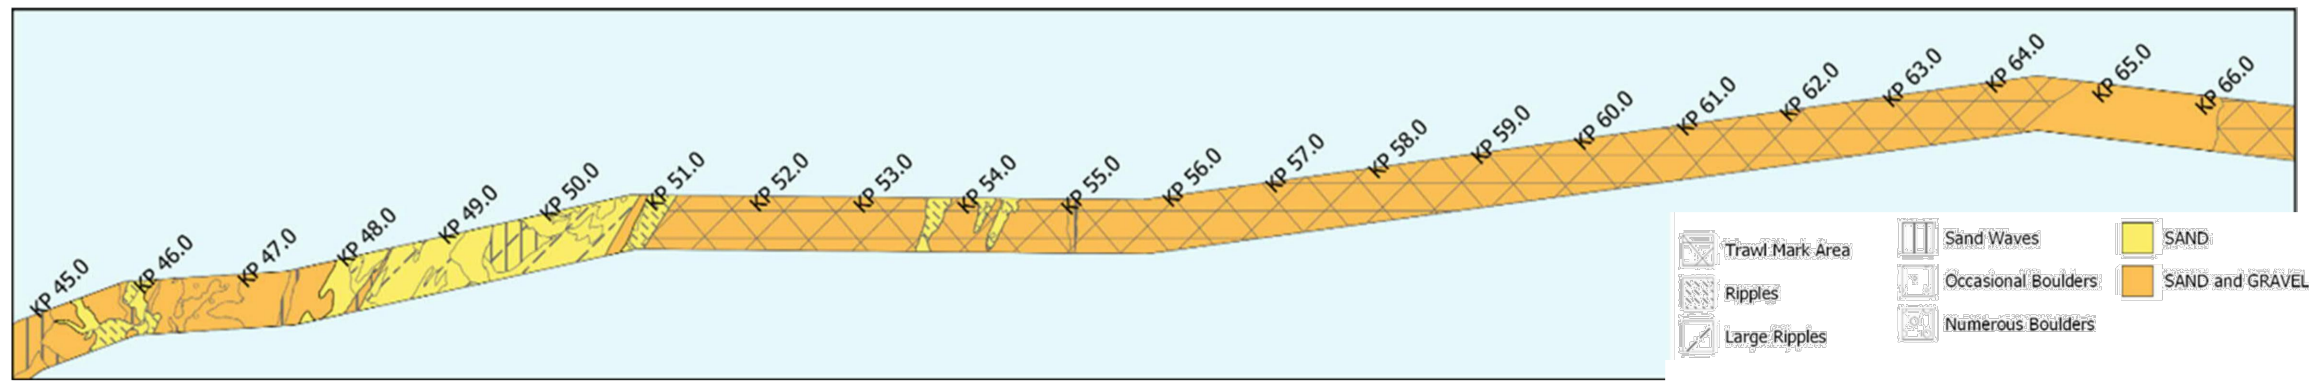 KP 45.0
KP 46.0
KP 47.0
KP 48.0
KP 49.0
KP 50.0
KP 51.0
KP 52.0
KP 53.0
KP 54.0
KP 55.0
KP 56.0
KP 57.0
KP 58.0
KP 59.0
KP 60.0
KP 61.0
KP 62.0
KP 63.0
KP 64.0
KP 65.0
KP 66.0
Trawl Mark Area
Ripples
Large Ripples
Sand Waves
Occasional Boulders
Numerous Boulders
SAND
SAND and GRAVEL